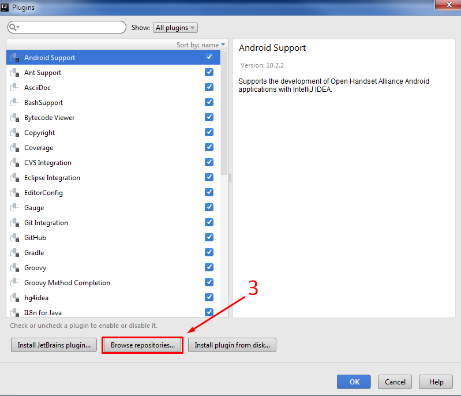 Plugins
Show: All plugins
Sort by: name
Android Support
Ant Support
AsciiDoc
BashSupport
Bytecode Viewer
Copyright
Coverage
CVS Integration
Eclipse Integration
EditorConfig
Gauge
Git Integration
GitHub
Gradle
Groovy
Groovy Method Completion
hg4idea
I18n for Java
Android Support
Version: 10.2.2
Supports the development of Open Handset Alliance Android
applications with IntelliJ IDEA.
3
Check or uncheck a plugin to enable or disable it.
Install JetBrains plugin... Browse repositories... Install plugin from disk...
OK Cancel Help